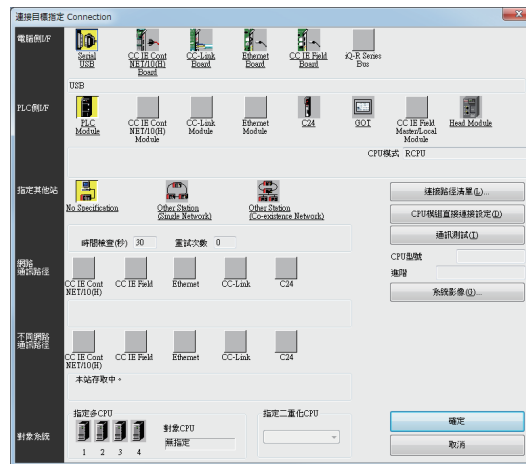 連接目標指定 Connection
電腦側I/F
Serial
USB
CC IE Cont
NET/10(H)
Board
CC-Link
Board
Ethernet
Board
CC IE Field
Board
iQ-R Series
Bus
USB
PLC側I/F
PLC
Module
CC IE Cont
NET/10(H)
Module
CC-Link
Module
Ethernet
Module
C24
GOT
CC IE Field
Master/Local
Module
Head Module
CPU模式 RCPU
指定其他站
No Specification
Other Station
(Single Network)
Other Station
(Co-existence Network)
連接路徑清單(L)...
CPU模組直接連接設定(D)
通訊測試(T)
時間檢查(秒) 30 重試次數 0
CPU型號
進階
系統影像(G)...
網路
通訊路徑
CC IE Cont
NET/10(H)
CC IE Field
Ethernet
CC-Link
C24
不同網路
通訊路徑
CC IE Cont
NET/10(H)
CC IE Field
Ethernet
CC-Link
C24
本站存取中。
對象系統
指定多CPU
1 2 3 4
對象CPU
無指定
指定二重化CPU
確定
取消